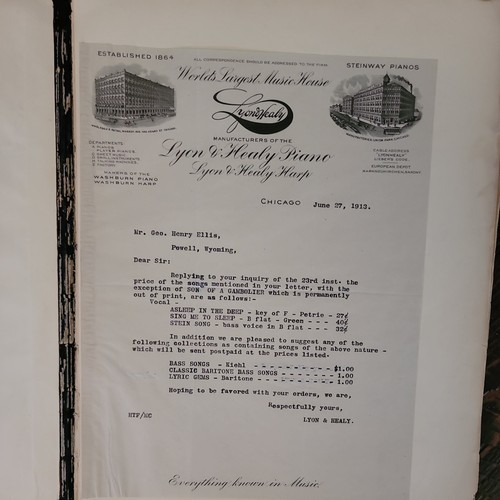 ESTABLISHED 1864
ALL CORRESPONDENCE SHOULD BE ADDRESSED TO THE FIRM
STEINWAY PIANOS
World's Largest Music House
Lyon & Healy
MANUFACTURERS OF THE
Lyon & Healy Piano
Lyon & Healy Harp
DEPARTMENTS
MAKERS OF THE
WASHBURN PIANO
WASHBURN HARP
CABLE ADDRESS
"LYONHEALY"
EUROPEAN DEPOT
CHICAGO June 27, 1913.
Mr. Geo. Henry Ellis,
Powell, Wyoming,
Dear Sir:
Replying to your inquiry of the 23rd inst. the
price of the songs mentioned in your letter, with the
exception of SON OF A GAMBOLIER which is permanently
out of print, are as follows:-
Vocal -
ASLEEP IN THE DEEP - key of F - Petrie - 27¢
SING ME TO SLEEP - B flat - Green - - - 40¢
STEIN SONG - bass voice in B flat - - - 32¢
In addition we are pleased to suggest any of the
following collections as containing songs of the above nature -
which will be sent postpaid at the prices listed.
BASS SONGS - Kiehl - - - - - - - - - - - $1.00
CLASSIC BARITONE BASS SONGS - - - - - - - 1.00
LYRIC GEMS - Baritone - - - - - - - - - - 1.00
Hoping to be favored with your orders, we are,
Respectfully yours,
HTF/MC
LYON & HEALY.
Everything known in Music.